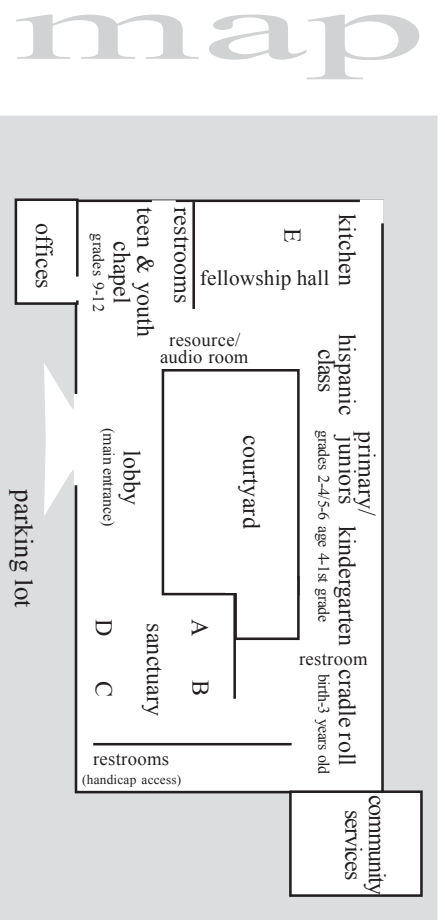 map
offices
teen & youth
chapel
grades 9-12
restrooms
E
fellowship hall
kitchen
resource/
audio room
hispanic
class
courtyard
primary/
juniors
grades 2-4/5-6
kindergarten
age 4-1st grade
lobby
(main entrance)
parking lot
sanctuary
A
B
D
C
restroom
cradle roll
birth-3 years old
restrooms
(handicap access)
community
services